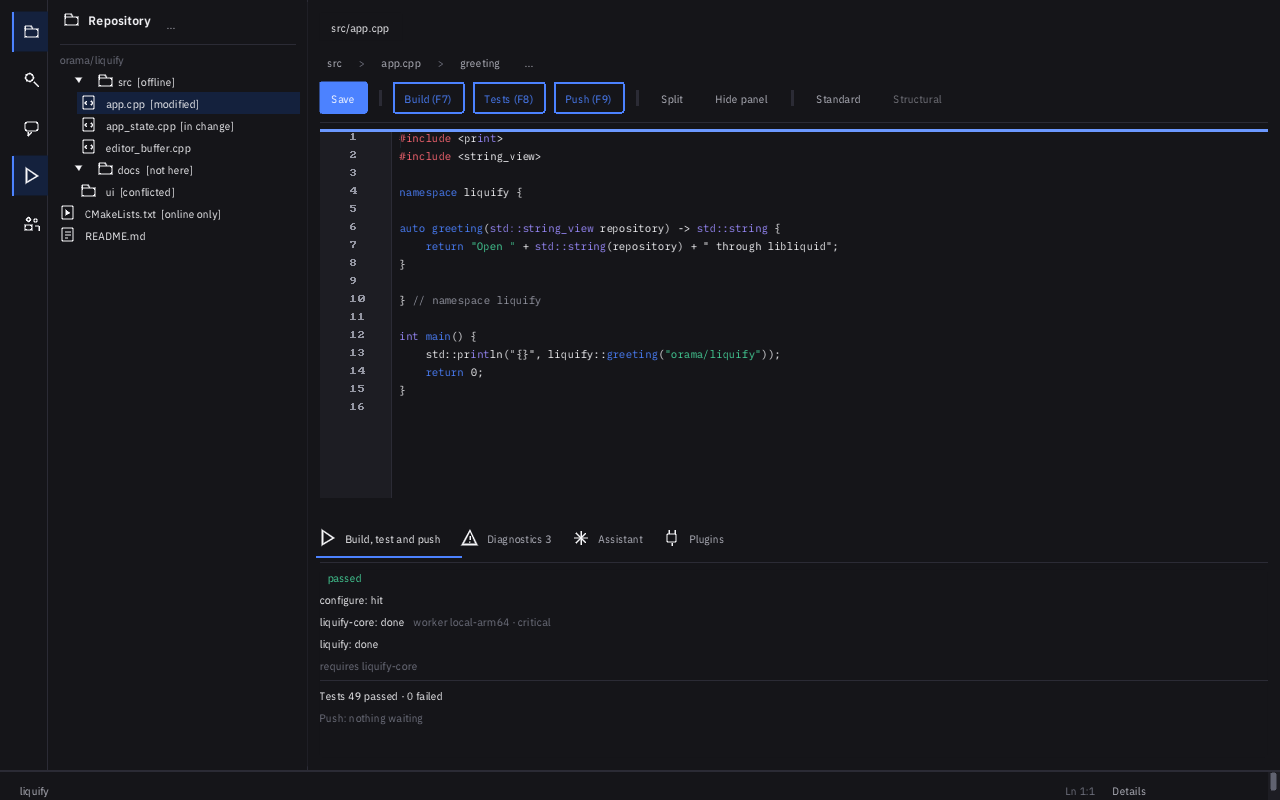 Repository ...
orama/liquify
src [offline]
app.cpp [modified]
app_state.cpp [in change]
editor_buffer.cpp
docs [not here]
ui [conflicted]
CMakeLists.txt [online only]
README.md
src/app.cpp
src > app.cpp > greeting ...
Save Build (F7) Tests (F8) Push (F9) Split Hide panel Standard Structural
1 #include <print>
2 #include <string_view>
3
4 namespace liquify {
5
6 auto greeting(std::string_view repository) -> std::string {
7     return "Open " + std::string(repository) + " through libliquid";
8 }
9
10 } // namespace liquify
11
12 int main() {
13     std::println("{}", liquify::greeting("orama/liquify"));
14     return 0;
15 }
16
Build, test and push Diagnostics 3 Assistant Plugins
passed
configure: hit
liquify-core: done worker local-arm64 · critical
liquify: done
requires liquify-core
Tests 49 passed · 0 failed
Push: nothing waiting
liquify Ln 1:1 Details